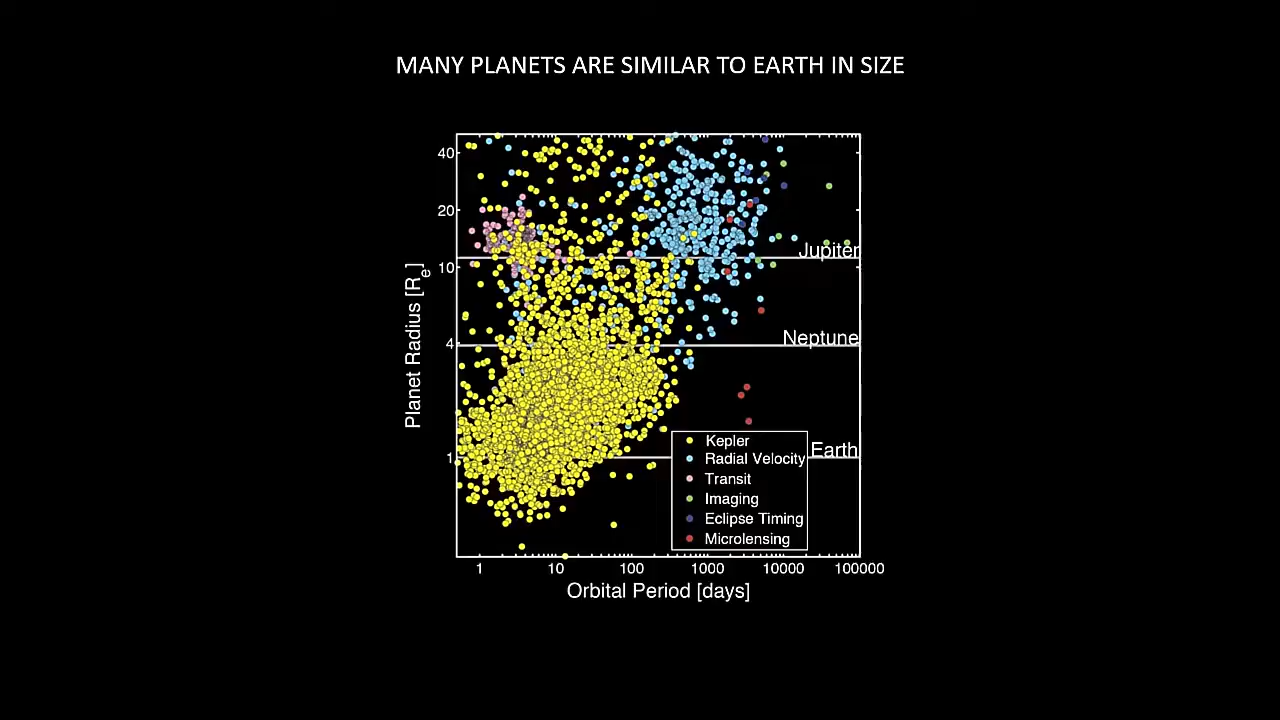 MANY PLANETS ARE SIMILAR TO EARTH IN SIZE
40
20
10
4
1
Planet Radius [Re]
Jupiter
Neptune
Earth
Kepler
Radial Velocity
Transit
Imaging
Eclipse Timing
Microlensing
1 10 100 1000 10000 100000
Orbital Period [days]